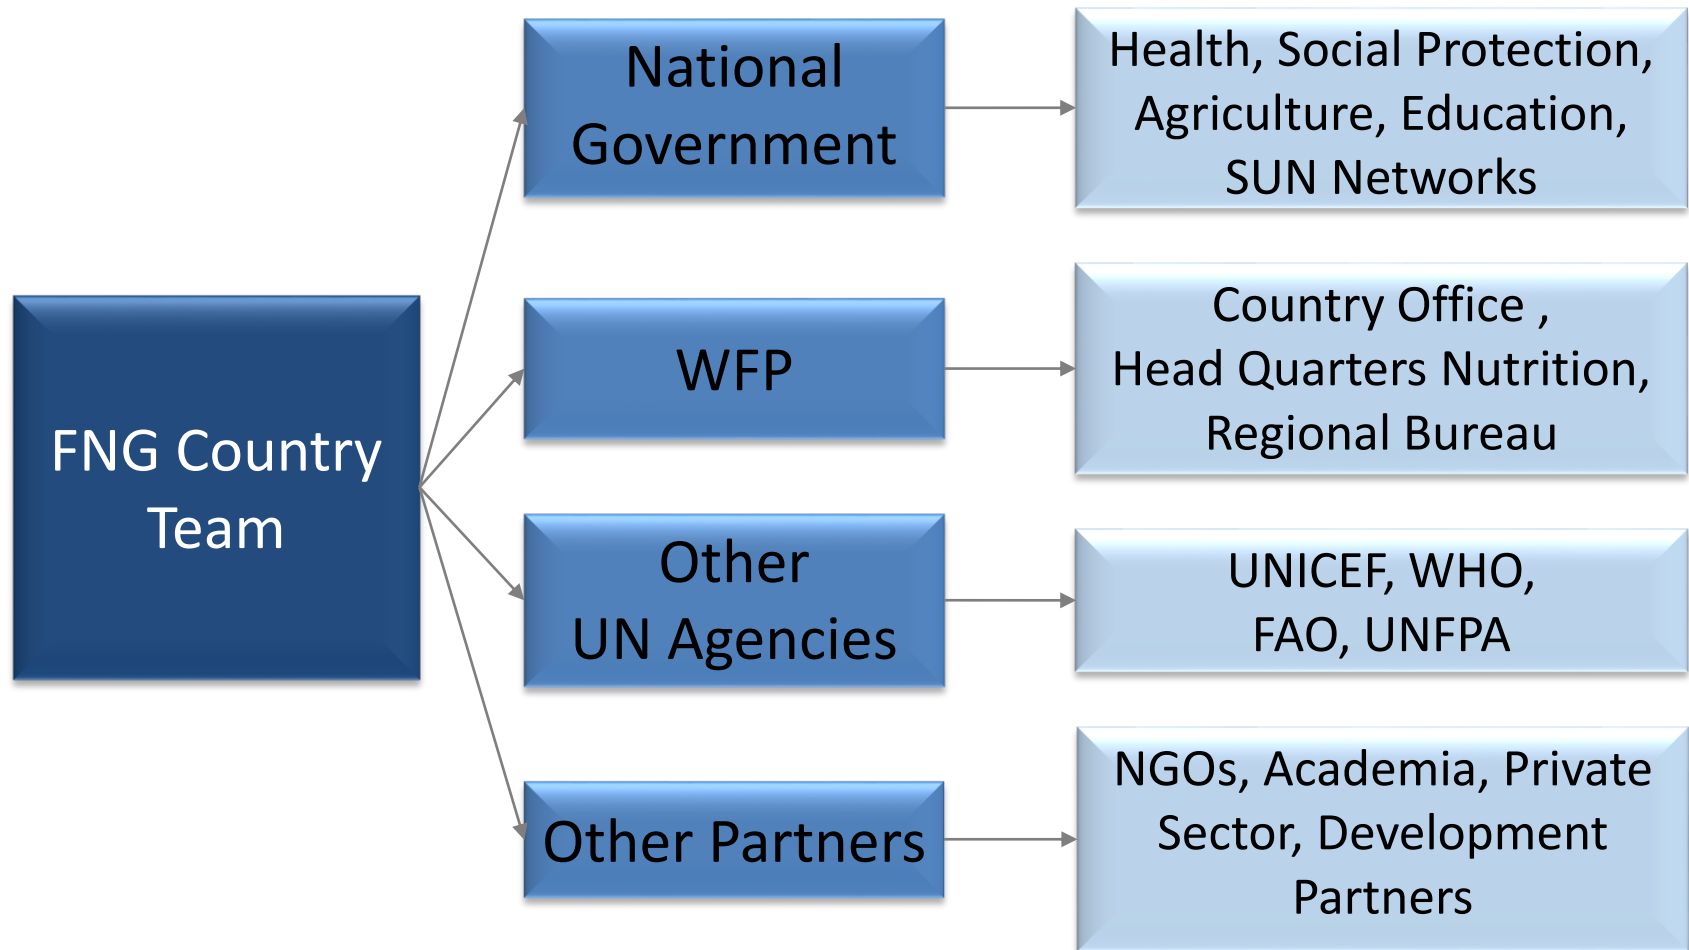 FNG Country
Team
National
Government
Health, Social Protection,
Agriculture, Education,
SUN Networks
WFP
Country Office ,
Head Quarters Nutrition,
Regional Bureau
Other
UN Agencies
UNICEF, WHO,
FAO, UNFPA
Other Partners
NGOs, Academia, Private
Sector, Development
Partners